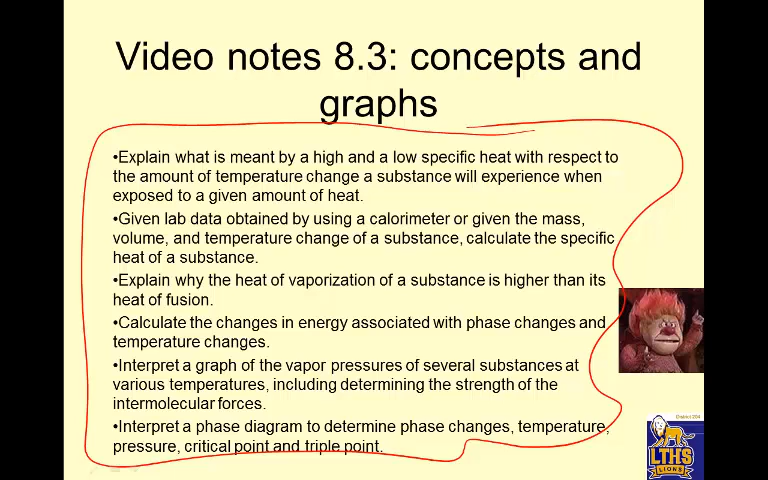 Video notes 8.3: concepts and
graphs
•Explain what is meant by a high and a low specific heat with respect to
the amount of temperature change a substance will experience when
exposed to a given amount of heat.
•Given lab data obtained by using a calorimeter or given the mass,
volume, and temperature change of a substance, calculate the specific
heat of a substance.
•Explain why the heat of vaporization of a substance is higher than its
heat of fusion.
•Calculate the changes in energy associated with phase changes and
temperature changes.
•Interpret a graph of the vapor pressures of several substances at
various temperatures, including determining the strength of the
intermolecular forces.
•Interpret a phase diagram to determine phase changes, temperature,
pressure, critical point and triple point.
District 204
LTHS
LIONS